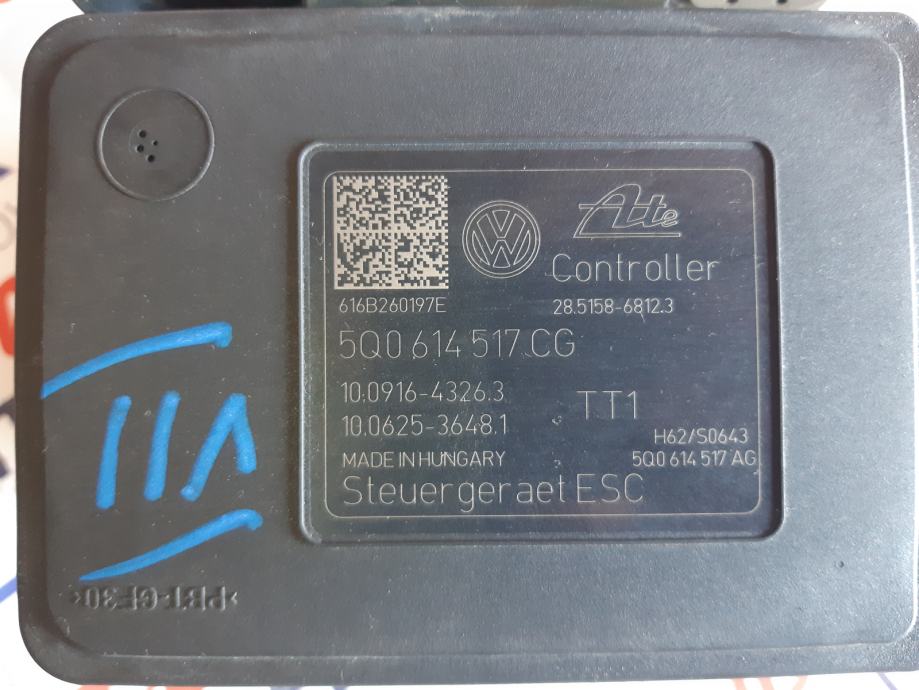 Ate
Controller
616B260197E
28.5158-6812.3
5Q0 614 517 CG
10.0916-4326.3
TT1
10.0625-3648.1
H62/S0643
MADE IN HUNGARY
5Q0 614 517 AG
Steuergeraet ESC
>PBT-GF30<